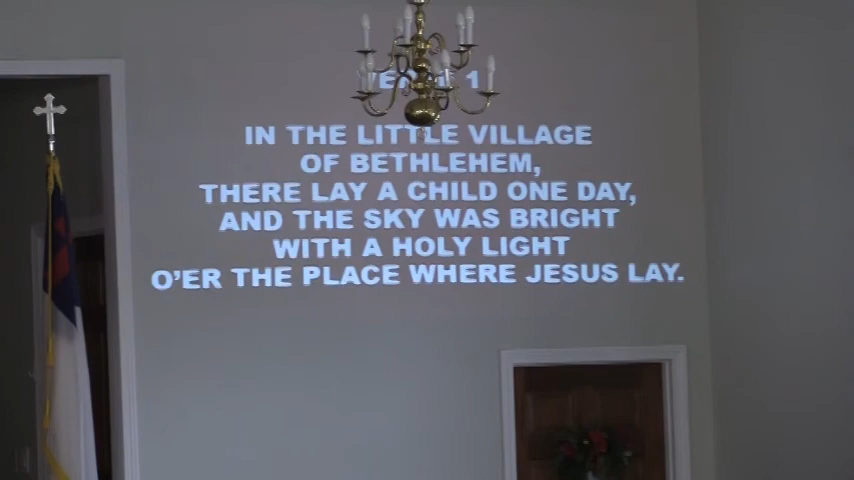 IN THE LITTLE VILLAGE
OF BETHLEHEM,
THERE LAY A CHILD ONE DAY,
AND THE SKY WAS BRIGHT
WITH A HOLY LIGHT
O'ER THE PLACE WHERE JESUS LAY.